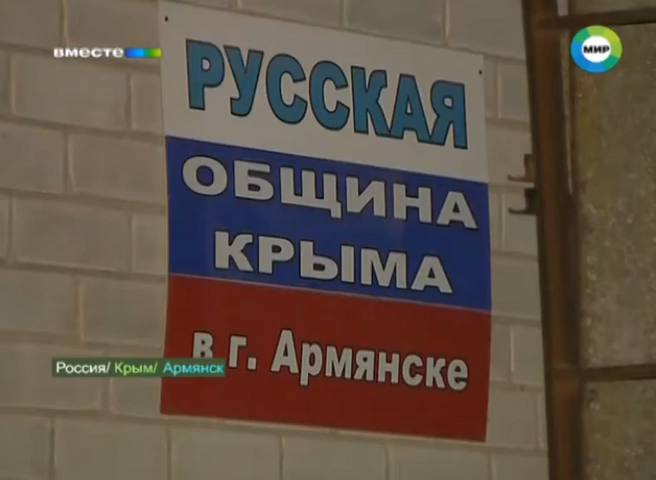 вместе
МИР
РУССКАЯ
ОБЩИНА
КРЫМА
в г. Армянске
Россия/ Крым/ Армянск